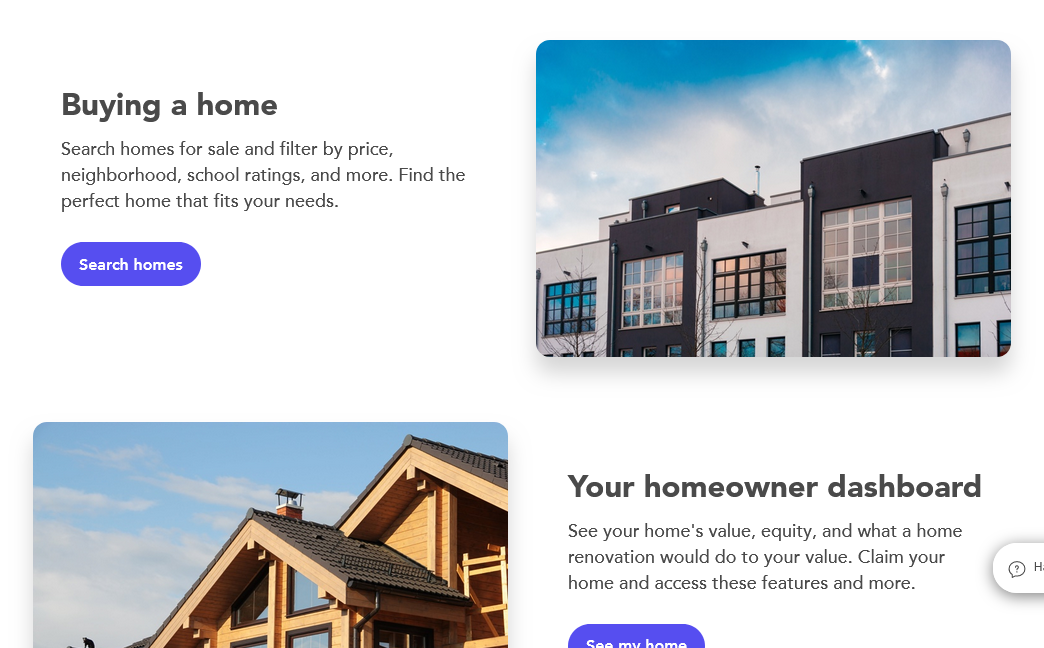 Buying a home
Search homes for sale and filter by price,
neighborhood, school ratings, and more. Find the
perfect home that fits your needs.
Search homes
Your homeowner dashboard
See your home's value, equity, and what a home
renovation would do to your value. Claim your
home and access these features and more.
See my home